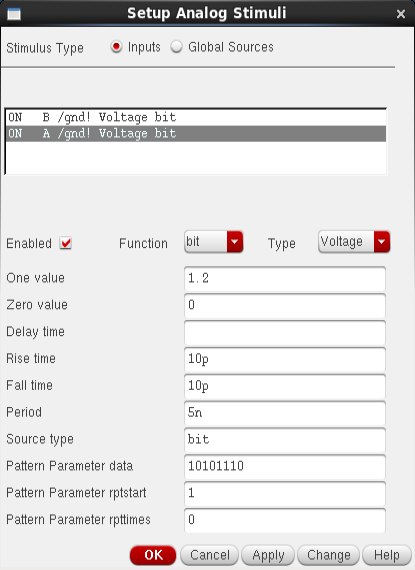 Setup Analog Stimuli
Stimulus Type Inputs Global Sources
ON B /gnd! Voltage bit
ON A /gnd! Voltage bit
Enabled Function bit Type Voltage
One value 1.2
Zero value 0
Delay time
Rise time 10p
Fall time 10p
Period 5n
Source type bit
Pattern Parameter data 10101110
Pattern Parameter rptstart 1
Pattern Parameter rpttimes 0
OK Cancel Apply Change Help